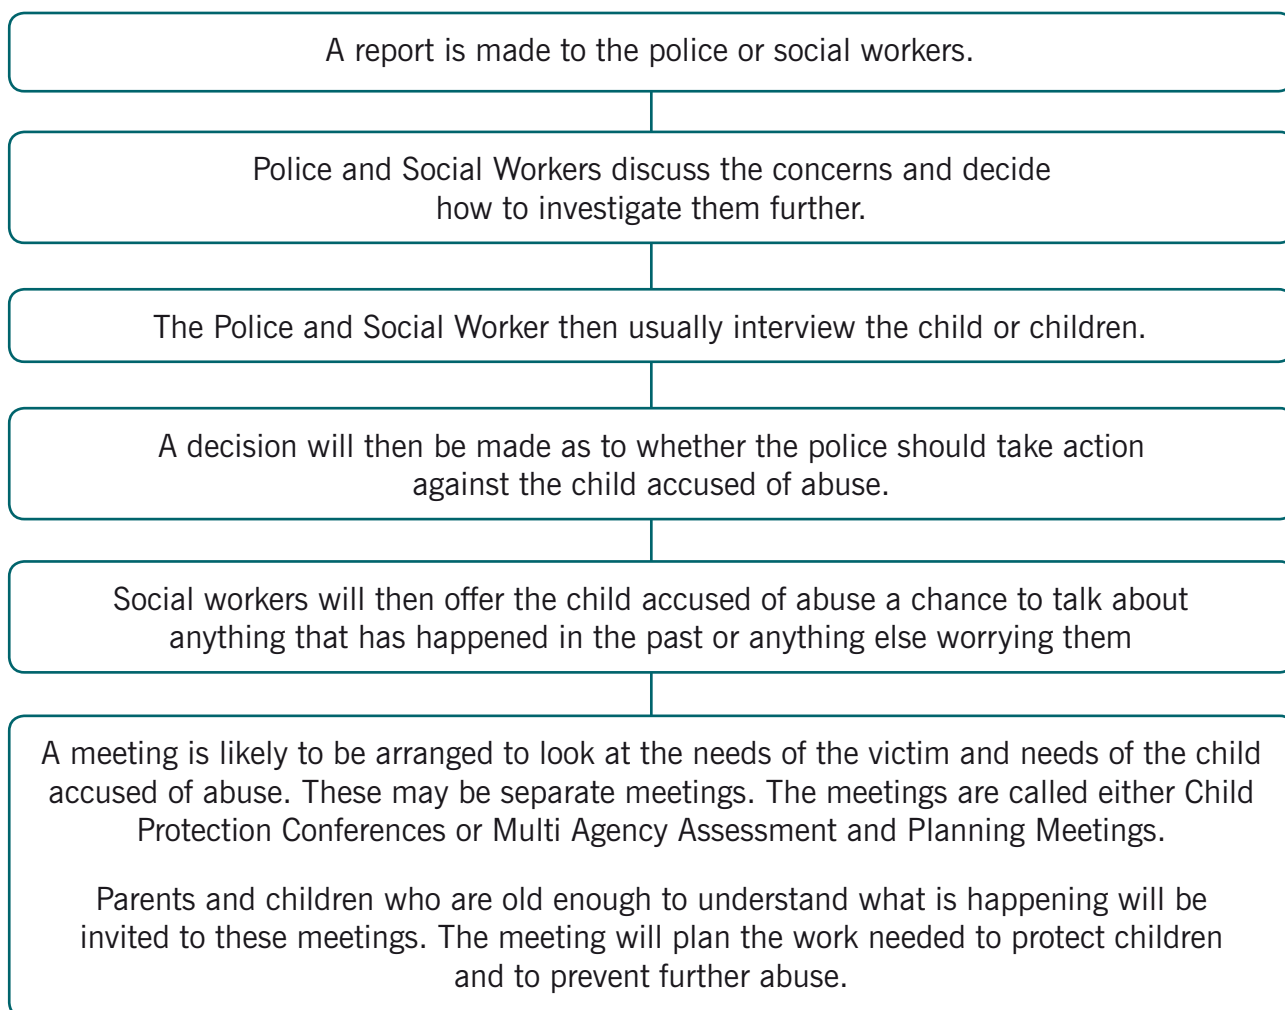 A report is made to the police or social workers.
Police and Social Workers discuss the concerns and decide
how to investigate them further.
The Police and Social Worker then usually interview the child or children.
A decision will then be made as to whether the police should take action
against the child accused of abuse.
Social workers will then offer the child accused of abuse a chance to talk about
anything that has happened in the past or anything else worrying them
A meeting is likely to be arranged to look at the needs of the victim and needs of the child
accused of abuse. These may be separate meetings. The meetings are called either Child
Protection Conferences or Multi Agency Assessment and Planning Meetings.
Parents and children who are old enough to understand what is happening will be
invited to these meetings. The meeting will plan the work needed to protect children
and to prevent further abuse.